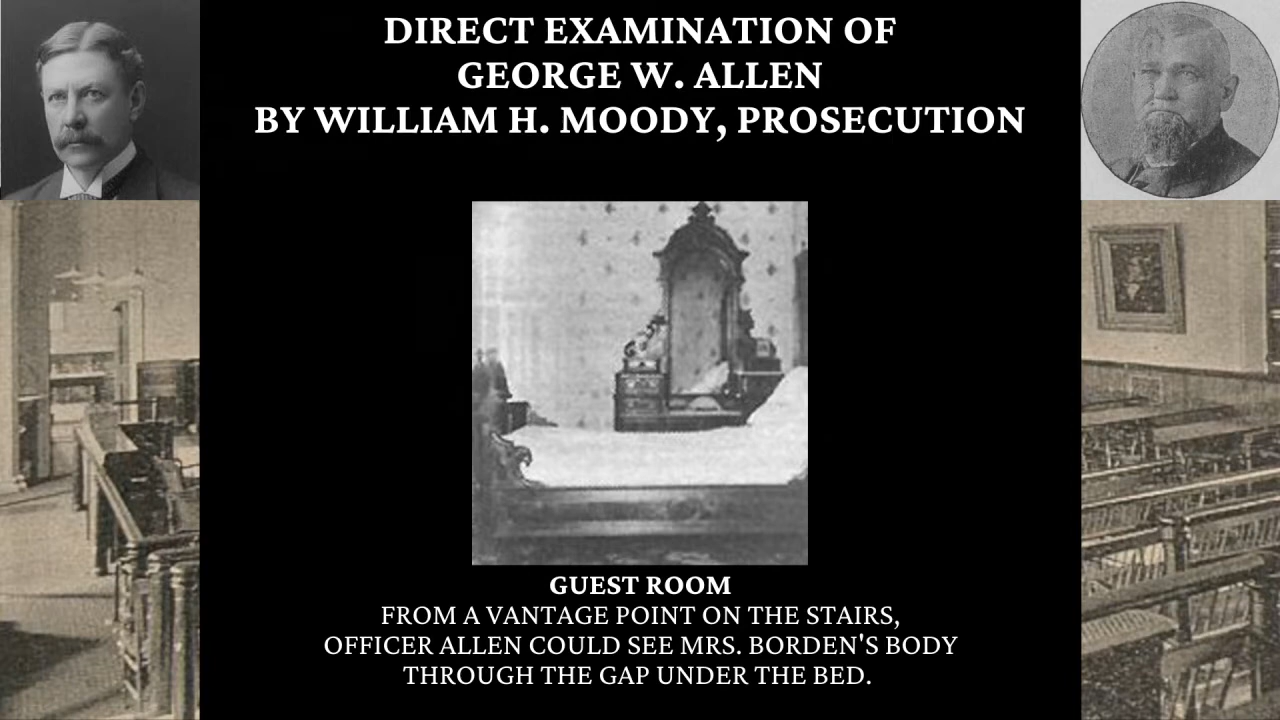 DIRECT EXAMINATION OF
GEORGE W. ALLEN
BY WILLIAM H. MOODY, PROSECUTION
GUEST ROOM
FROM A VANTAGE POINT ON THE STAIRS,
OFFICER ALLEN COULD SEE MRS. BORDEN'S BODY
THROUGH THE GAP UNDER THE BED.